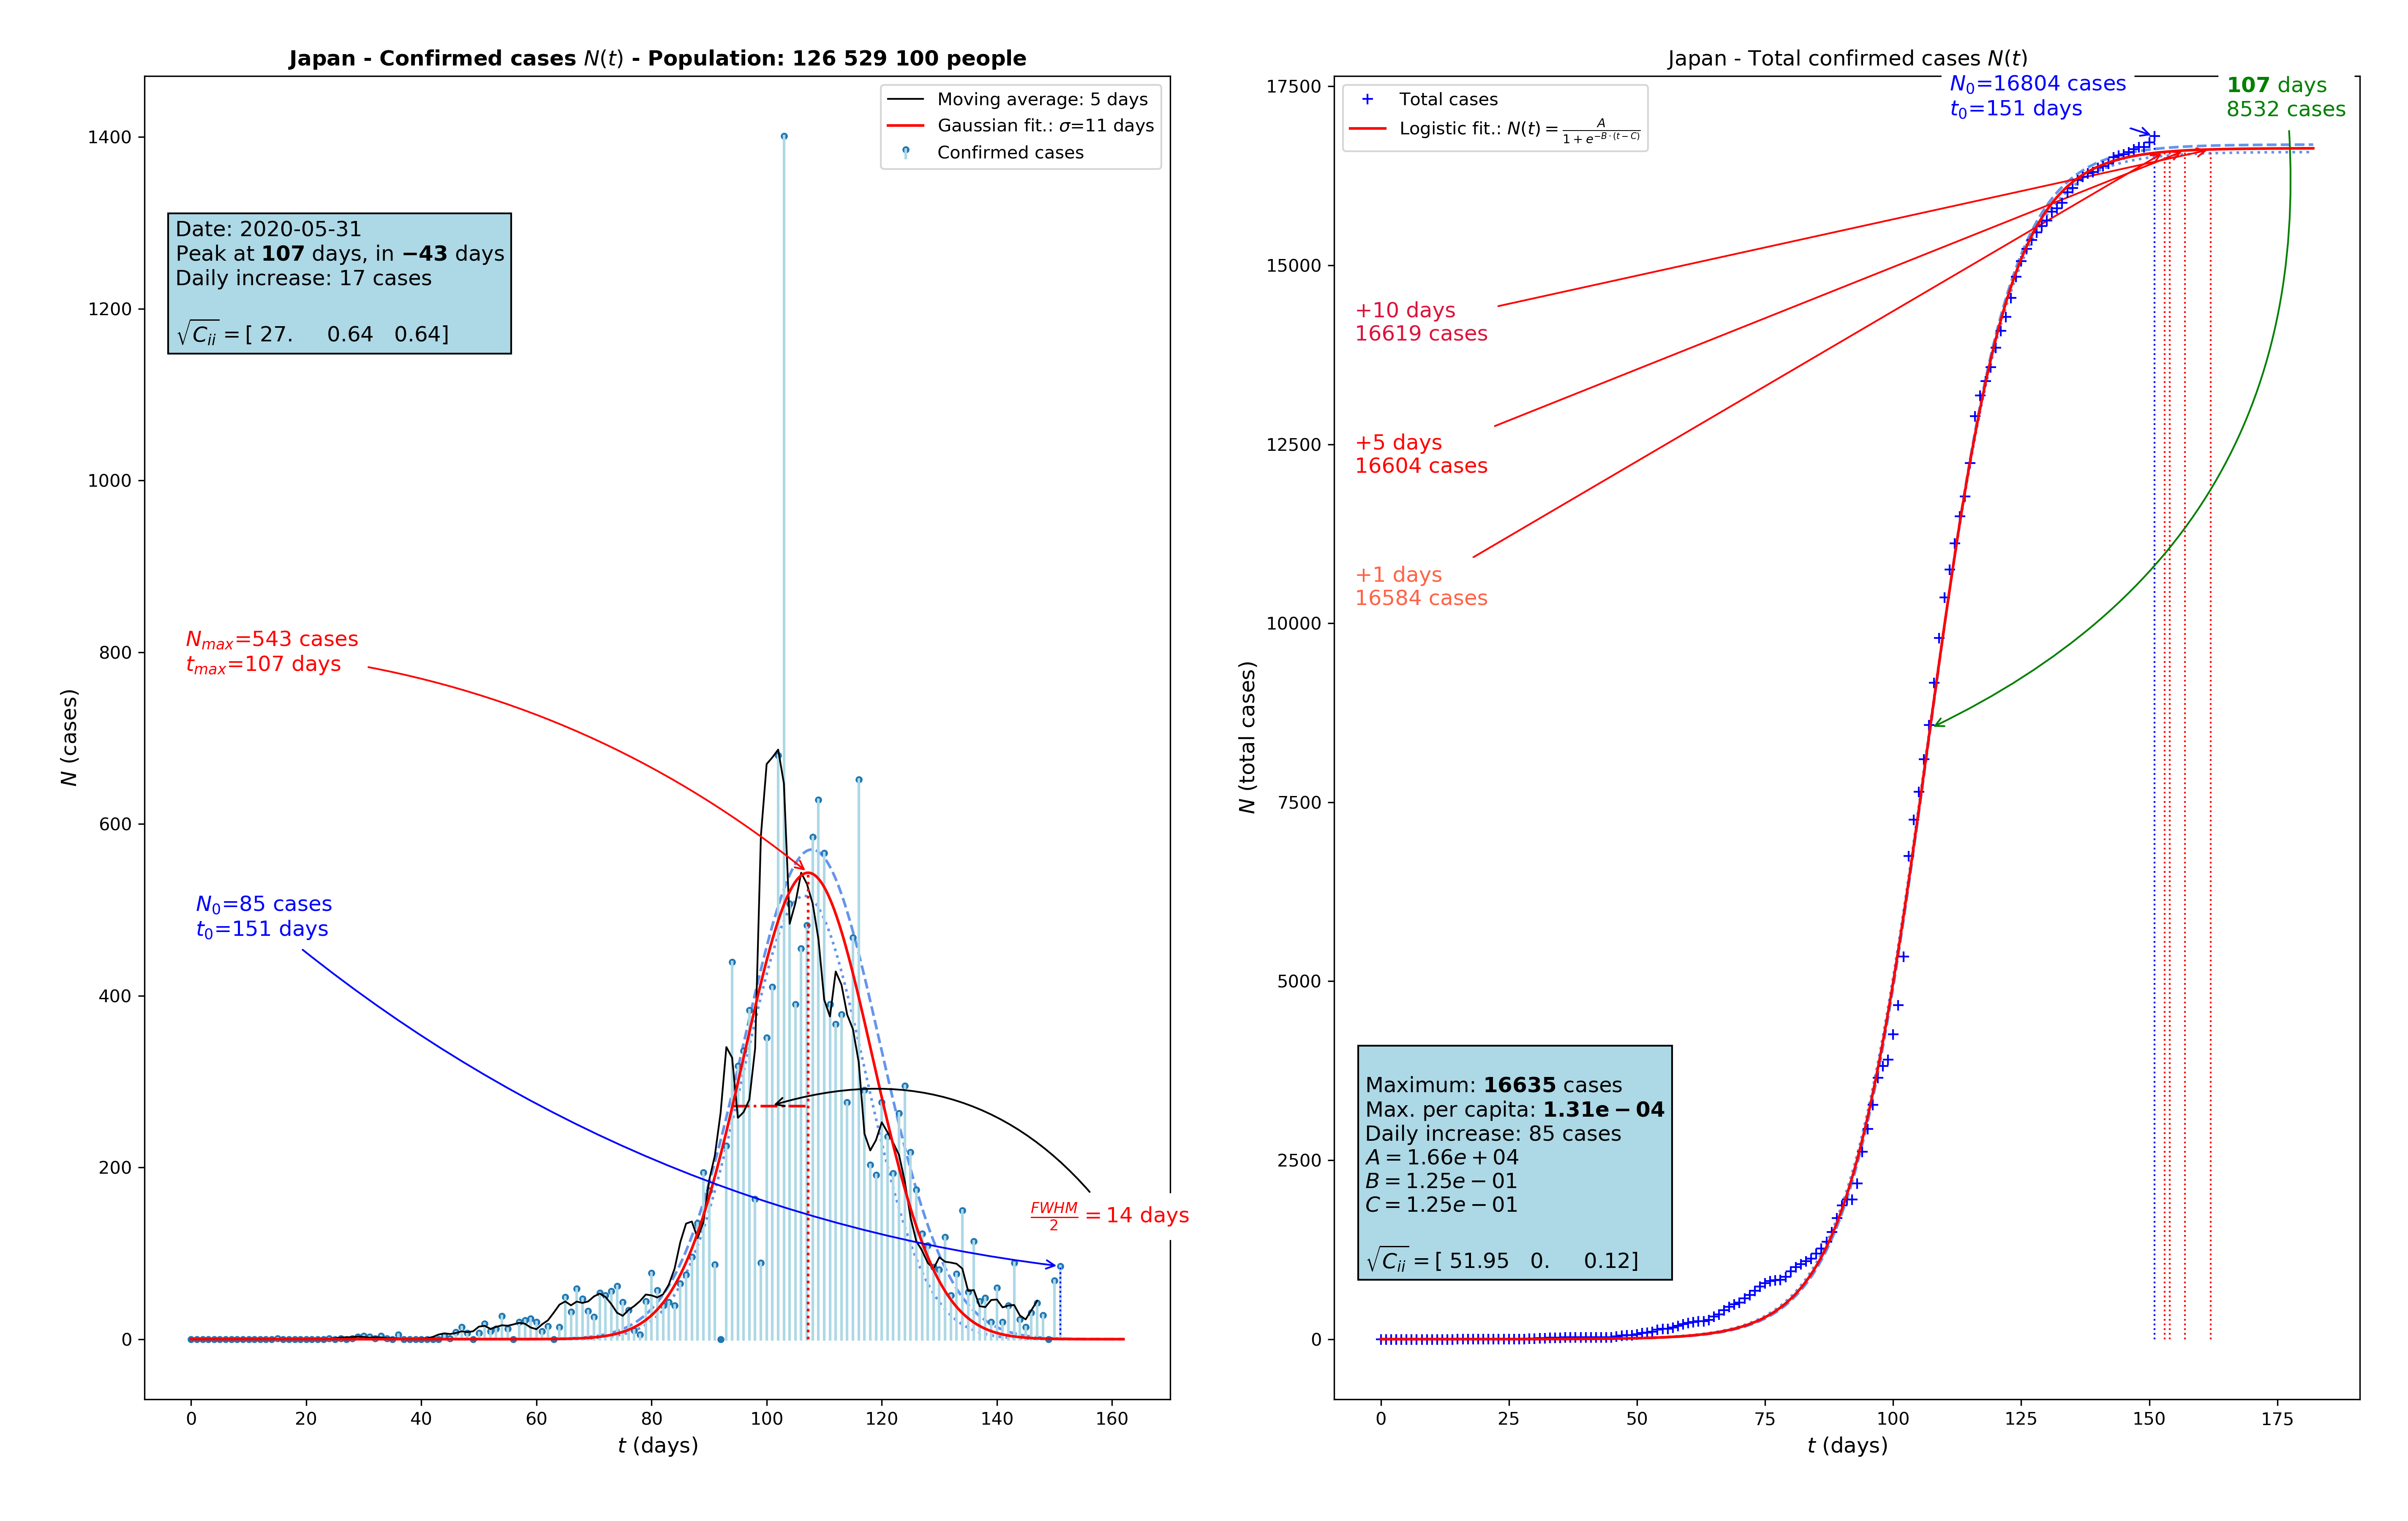 Japan - Confirmed cases N(t) - Population: 126 529 100 people
Moving average: 5 days
Gaussian fit.: σ=11 days
Confirmed cases
Date: 2020-05-31
Peak at 107 days, in −43 days
Daily increase: 17 cases
√C_ii = [ 27. 0.64 0.64]
N_max=543 cases
t_max=107 days
N_0=85 cases
t_0=151 days
FWHM/2 = 14 days
1400
1200
1000
800
600
400
200
0
N (cases)
0 20 40 60 80 100 120 140 160
t (days)
Japan - Total confirmed cases N(t)
Total cases
Logistic fit.: N(t) = A/(1+e^{−B·(t−C)})
N_0=16804 cases
t_0=151 days
107 days
8532 cases
+10 days
16619 cases
+5 days
16604 cases
+1 days
16584 cases
Maximum: 16635 cases
Max. per capita: 1.31e − 04
Daily increase: 85 cases
A = 1.66e + 04
B = 1.25e − 01
C = 1.25e − 01
√C_ii = [ 51.95 0. 0.12]
17500
15000
12500
10000
7500
5000
2500
0
N (total cases)
0 25 50 75 100 125 150 175
t (days)